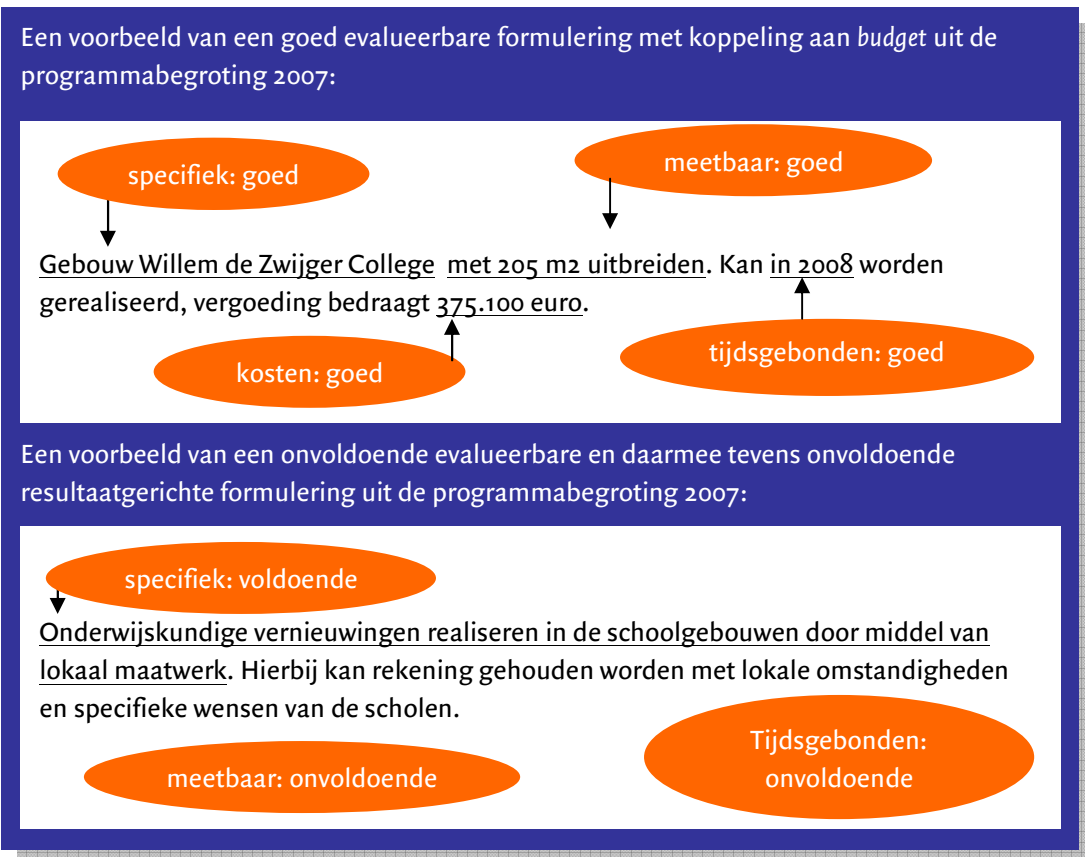 Een voorbeeld van een goed evalueerbare formulering met koppeling aan budget uit de
programmabegroting 2007:
specifiek: goed
meetbaar: goed
Gebouw Willem de Zwijger College met 205 m2 uitbreiden. Kan in 2008 worden
gerealiseerd, vergoeding bedraagt 375.100 euro.
kosten: goed
tijdsgebonden: goed
Een voorbeeld van een onvoldoende evalueerbare en daarmee tevens onvoldoende
resultaatgerichte formulering uit de programmabegroting 2007:
specifiek: voldoende
Onderwijskundige vernieuwingen realiseren in de schoolgebouwen door middel van
lokaal maatwerk. Hierbij kan rekening gehouden worden met lokale omstandigheden
en specifieke wensen van de scholen.
meetbaar: onvoldoende
Tijdsgebonden:
onvoldoende